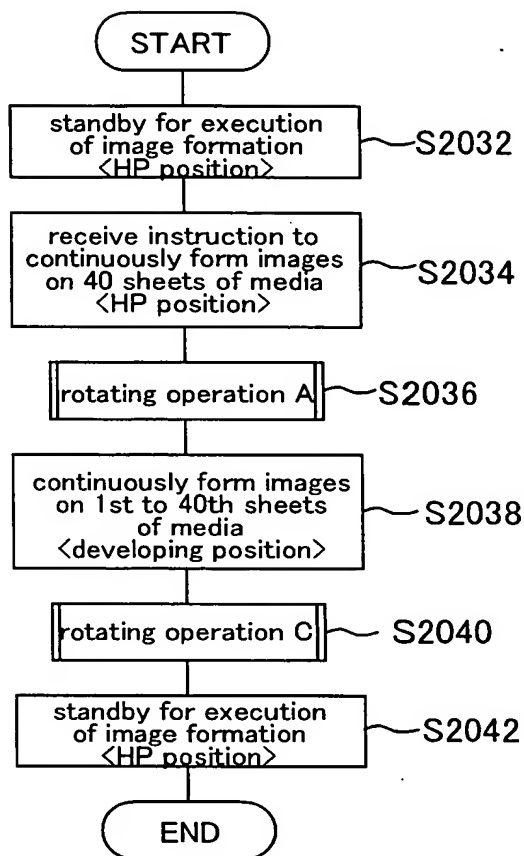 START
standby for execution
of image formation
<HP position>
S2032
receive instruction to
continuously form images
on 40 sheets of media
<HP position>
S2034
rotating operation A
S2036
continuously form images
on 1st to 40th sheets
of media
<developing position>
S2038
rotating operation C
S2040
standby for execution
of image formation
<HP position>
S2042
END